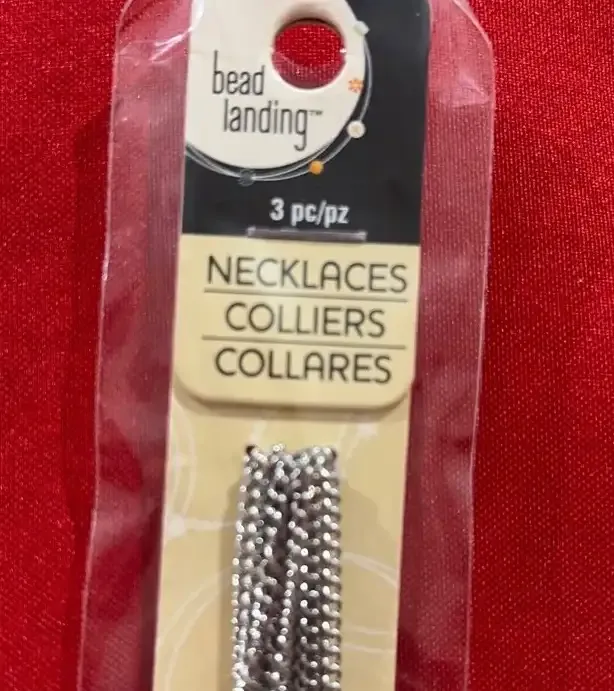 bead
landing™
3 pc/pz
NECKLACES
COLLIERS
COLLARES